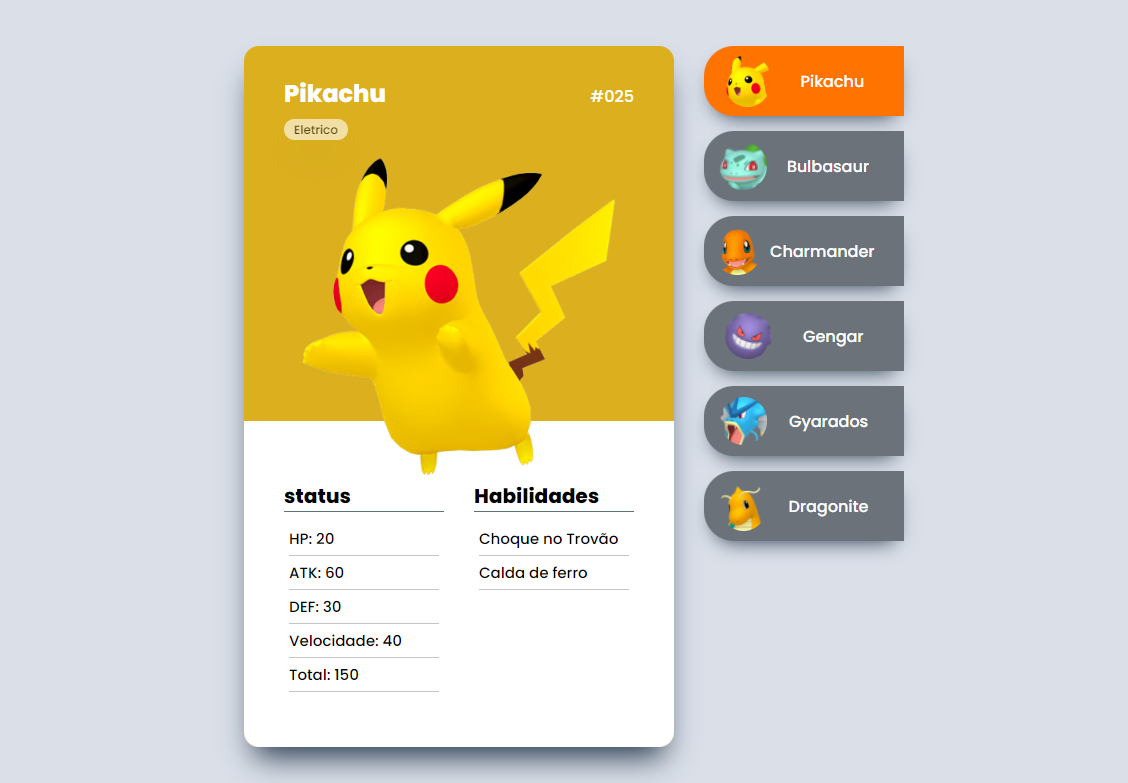 Pikachu
#025
Eletrico
status
HP: 20
ATK: 60
DEF: 30
Velocidade: 40
Total: 150
Habilidades
Choque no Trovão
Calda de ferro
Pikachu
Bulbasaur
Charmander
Gengar
Gyarados
Dragonite